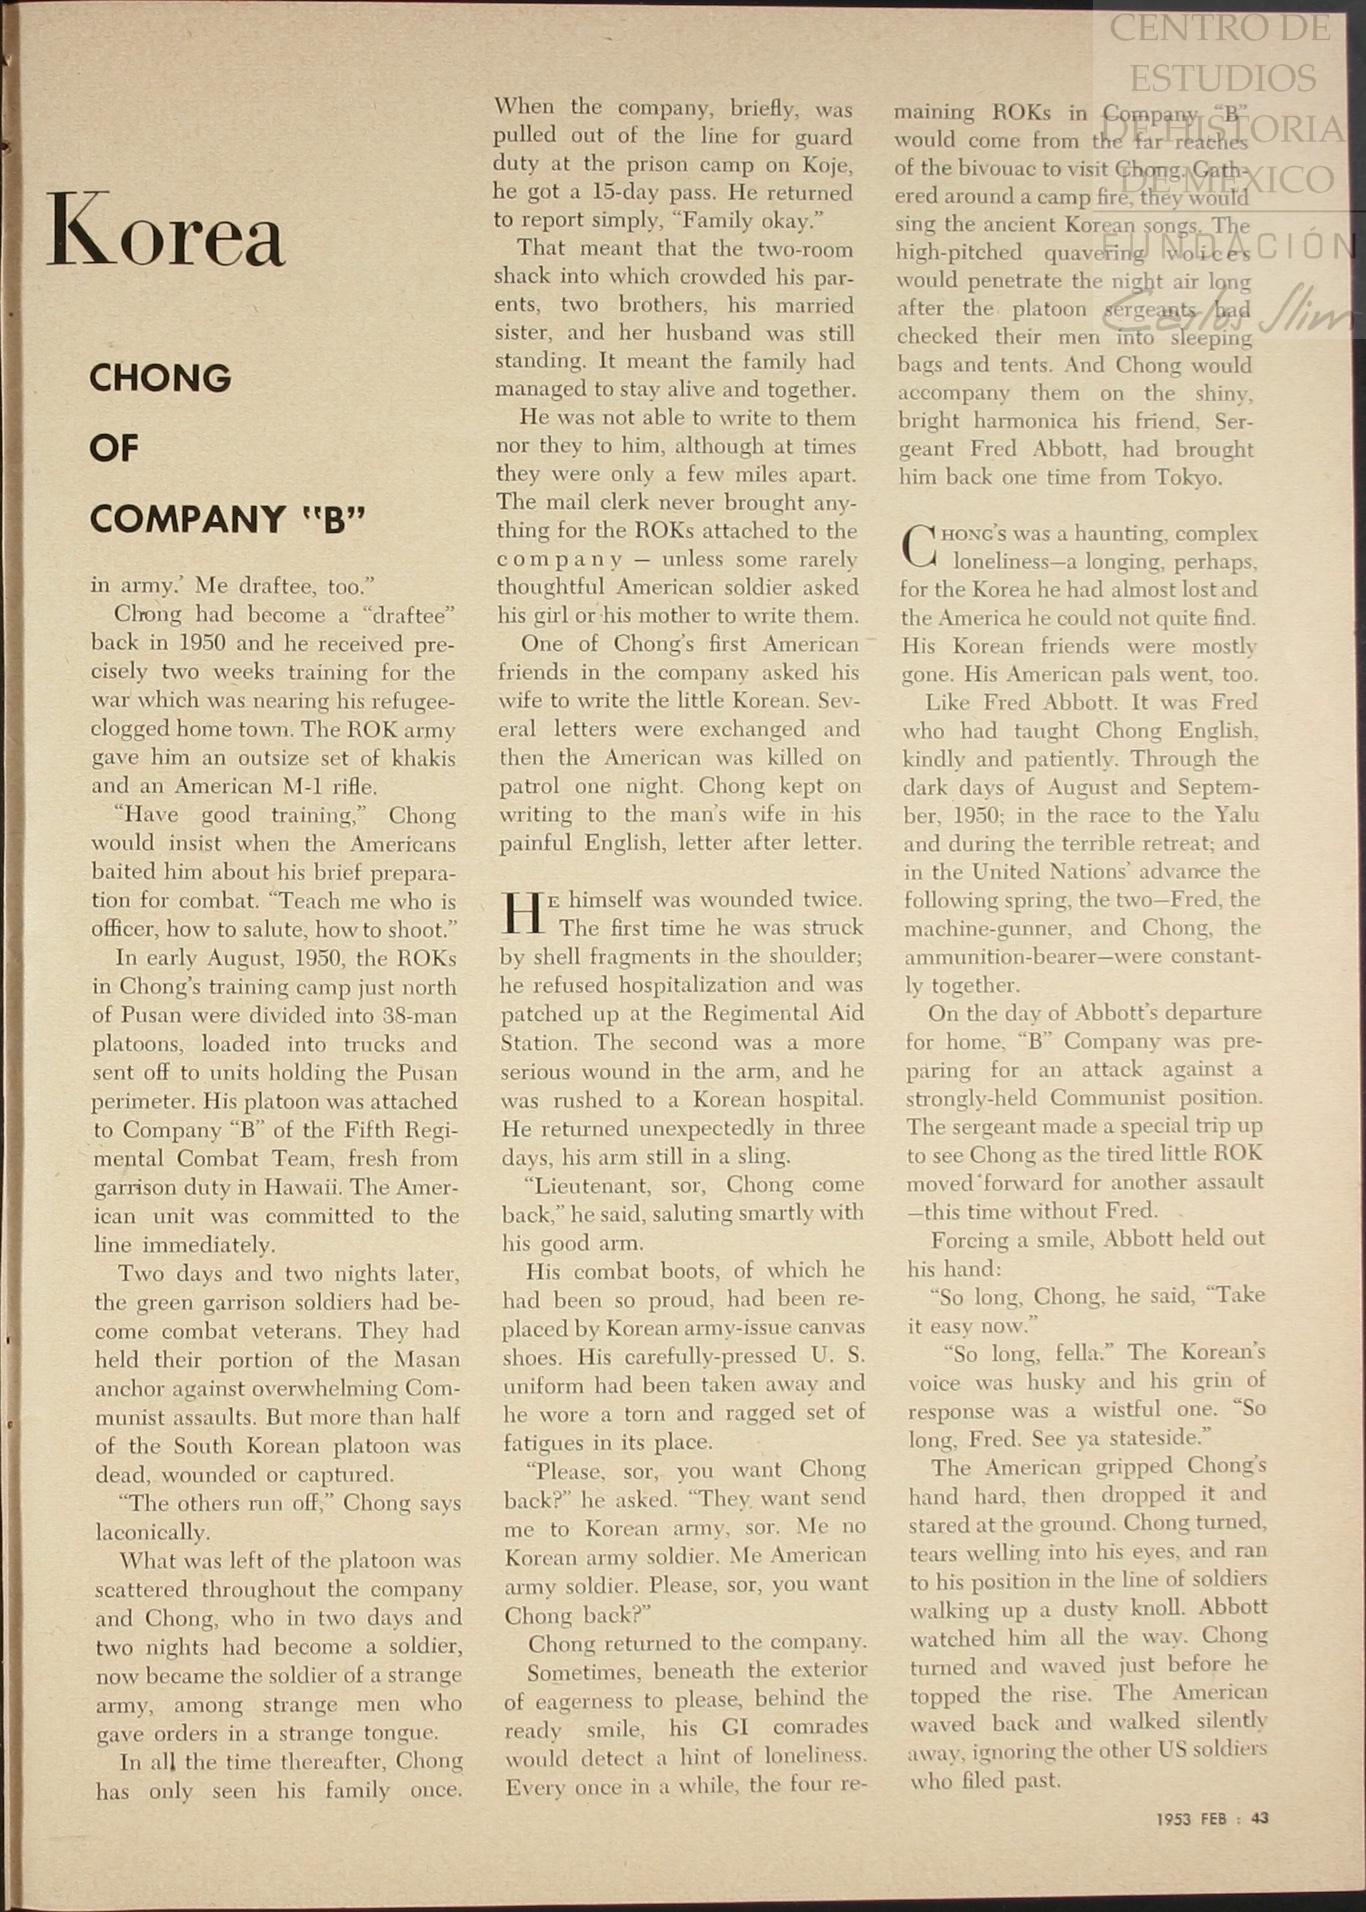 CENTRO DE
ESTUDIOS
DE HISTORIA
DE MÉXICO
FUNDACIÓN
Carlos Slim
Korea
CHONG
OF
COMPANY "B"
in army.' Me draftee, too."
Chong had become a "draftee"
back in 1950 and he received pre-
cisely two weeks training for the
war which was nearing his refugee-
clogged home town. The ROK army
gave him an outsize set of khakis
and an American M-1 rifle.
"Have good training," Chong
would insist when the Americans
baited him about his brief prepara-
tion for combat. "Teach me who is
officer, how to salute, how to shoot."
In early August, 1950, the ROKs
in Chong's training camp just north
of Pusan were divided into 38-man
platoons, loaded into trucks and
sent off to units holding the Pusan
perimeter. His platoon was attached
to Company "B" of the Fifth Regi-
mental Combat Team, fresh from
garrison duty in Hawaii. The Amer-
ican unit was committed to the
line immediately.
Two days and two nights later,
the green garrison soldiers had be-
come combat veterans. They had
held their portion of the Masan
anchor against overwhelming Com-
munist assaults. But more than half
of the South Korean platoon was
dead, wounded or captured.
"The others run off," Chong says
laconically.
What was left of the platoon was
scattered throughout the company
and Chong, who in two days and
two nights had become a soldier,
now became the soldier of a strange
army, among strange men who
gave orders in a strange tongue.
In all the time thereafter, Chong
has only seen his family once.
When the company, briefly, was
pulled out of the line for guard
duty at the prison camp on Koje,
he got a 15-day pass. He returned
to report simply, "Family okay."
That meant that the two-room
shack into which crowded his par-
ents, two brothers, his married
sister, and her husband was still
standing. It meant the family had
managed to stay alive and together.
He was not able to write to them
nor they to him, although at times
they were only a few miles apart.
The mail clerk never brought any-
thing for the ROKs attached to the
company — unless some rarely
thoughtful American soldier asked
his girl or his mother to write them.
One of Chong's first American
friends in the company asked his
wife to write the little Korean. Sev-
eral letters were exchanged and
then the American was killed on
patrol one night. Chong kept on
writing to the man's wife in his
painful English, letter after letter.
HE himself was wounded twice.
The first time he was struck
by shell fragments in the shoulder;
he refused hospitalization and was
patched up at the Regimental Aid
Station. The second was a more
serious wound in the arm, and he
was rushed to a Korean hospital.
He returned unexpectedly in three
days, his arm still in a sling.
"Lieutenant, sor, Chong come
back," he said, saluting smartly with
his good arm.
His combat boots, of which he
had been so proud, had been re-
placed by Korean army-issue canvas
shoes. His carefully-pressed U. S.
uniform had been taken away and
he wore a torn and ragged set of
fatigues in its place.
"Please, sor, you want Chong
back?" he asked. "They want send
me to Korean army, sor. Me no
Korean army soldier. Me American
army soldier. Please, sor, you want
Chong back?"
Chong returned to the company.
Sometimes, beneath the exterior
of eagerness to please, behind the
ready smile, his GI comrades
would detect a hint of loneliness.
Every once in a while, the four re-
maining ROKs in Company "B"
would come from the far reaches
of the bivouac to visit Chong. Gath-
ered around a camp fire, they would
sing the ancient Korean songs. The
high-pitched quavering voices
would penetrate the night air long
after the platoon sergeants had
checked their men into sleeping
bags and tents. And Chong would
accompany them on the shiny,
bright harmonica his friend, Ser-
geant Fred Abbott, had brought
him back one time from Tokyo.
CHONG'S was a haunting, complex
loneliness—a longing, perhaps,
for the Korea he had almost lost and
the America he could not quite find.
His Korean friends were mostly
gone. His American pals went, too.
Like Fred Abbott. It was Fred
who had taught Chong English,
kindly and patiently. Through the
dark days of August and Septem-
ber, 1950; in the race to the Yalu
and during the terrible retreat; and
in the United Nations' advance the
following spring, the two—Fred, the
machine-gunner, and Chong, the
ammunition-bearer—were constant-
ly together.
On the day of Abbott's departure
for home, "B" Company was pre-
paring for an attack against a
strongly-held Communist position.
The sergeant made a special trip up
to see Chong as the tired little ROK
moved forward for another assault
—this time without Fred.
Forcing a smile, Abbott held out
his hand:
"So long, Chong, he said, "Take
it easy now."
"So long, fella." The Korean's
voice was husky and his grin of
response was a wistful one. "So
long, Fred. See ya stateside."
The American gripped Chong's
hand hard, then dropped it and
stared at the ground. Chong turned,
tears welling into his eyes, and ran
to his position in the line of soldiers
walking up a dusty knoll. Abbott
watched him all the way. Chong
turned and waved just before he
topped the rise. The American
waved back and walked silently
away, ignoring the other US soldiers
who filed past.
1953 FEB : 43